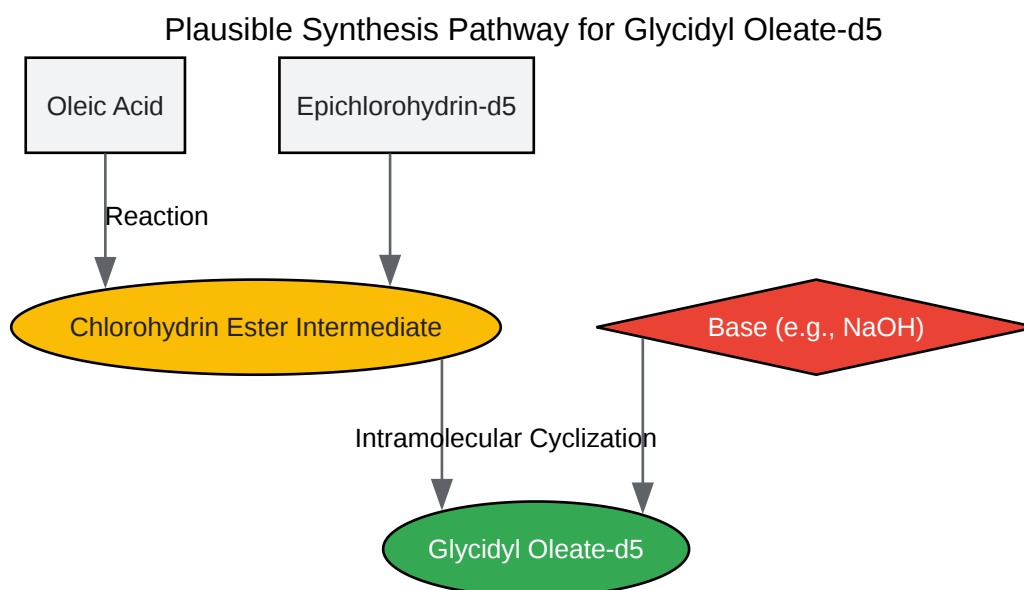 Plausible Synthesis Pathway for Glycidyl Oleate-d5
Oleic Acid
Epichlorohydrin-d5
Reaction
Chlorohydrin Ester Intermediate
Base (e.g., NaOH)
Intramolecular Cyclization
Glycidyl Oleate-d5